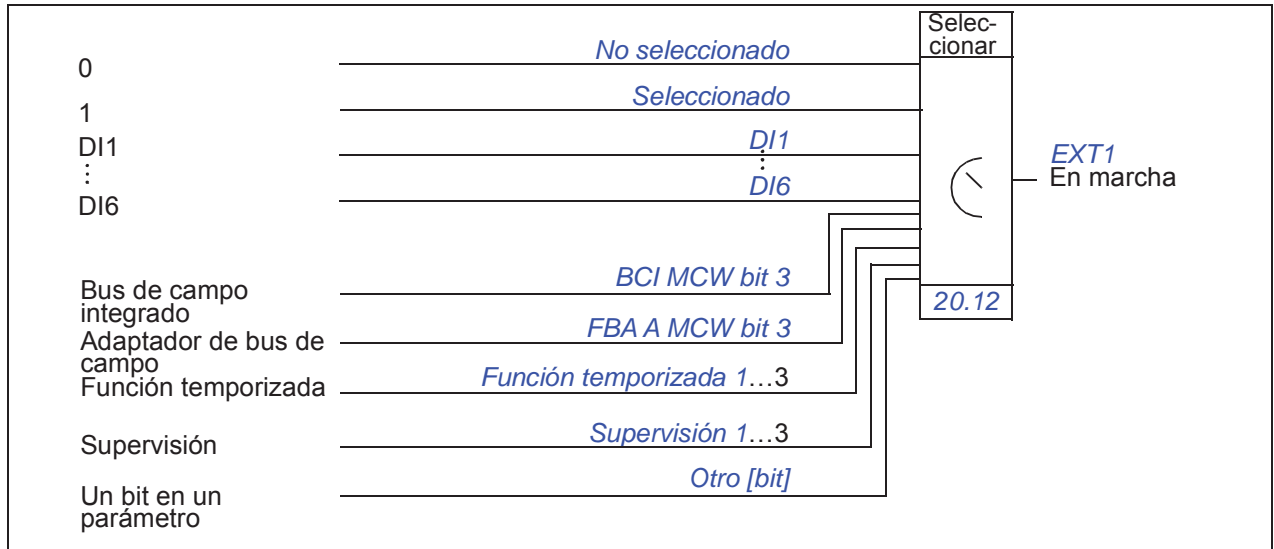 Selec-
cionar
0 No seleccionado
1 Seleccionado
DI1 DI1
⋮ ⋮
DI6 DI6
EXT1
En marcha
Bus de campo
integrado
BCI MCW bit 3
20.12
Adaptador de bus de
campo
FBA A MCW bit 3
Función temporizada Función temporizada 1…3
Supervisión Supervisión 1…3
Un bit en un
parámetro
Otro [bit]